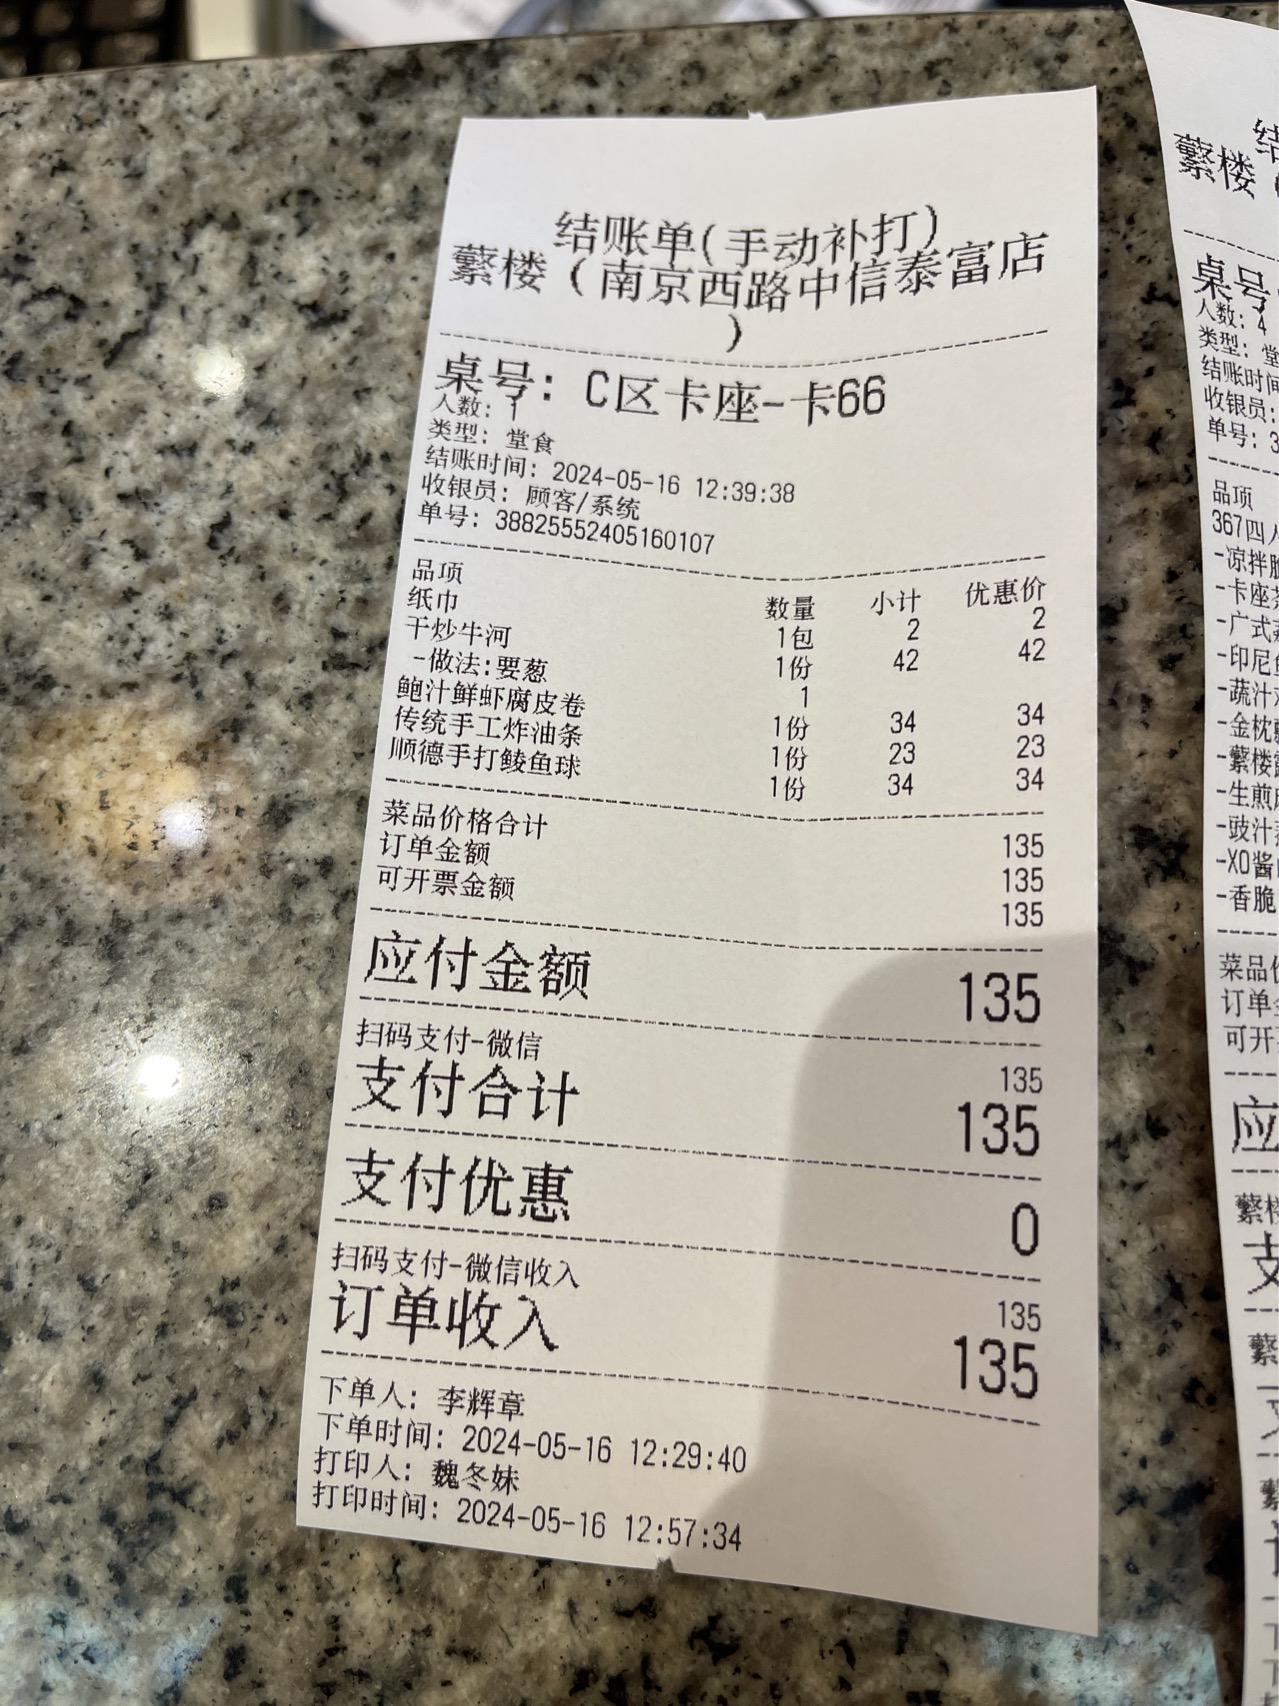 结账单(手动补打)
蘩楼（南京西路中信泰富店
）
桌号: C区卡座-卡66
人数: 1
类型: 堂食
结账时间: 2024-05-16 12:39:38
收银员: 顾客/系统
单号: 388255552405160107
品项 数量 小计 优惠价
纸巾 1包 2 2
干炒牛河 1份 42 42
-做法:要葱 1
鲍汁鲜虾腐皮卷 1份 34 34
传统手工炸油条 1份 23 23
顺德手打鲮鱼球 1份 34 34
菜品价格合计 135
订单金额 135
可开票金额 135
应付金额 135
扫码支付-微信 135
支付合计 135
支付优惠 0
扫码支付-微信收入 135
订单收入 135
下单人: 李辉章
下单时间: 2024-05-16 12:29:40
打印人: 魏冬妹
打印时间: 2024-05-16 12:57:34
结
蘩楼
桌号
人数: 4
类型: 堂
结账时间
收银员:
单号: 3
品项
367四人
-凉拌
-卡座
-广式
-印尼
-蔬汁
-金枕
-蘩楼
-生煎
-豉汁
-XO酱
-香脆
菜品
订单
可开
应
蘩
支